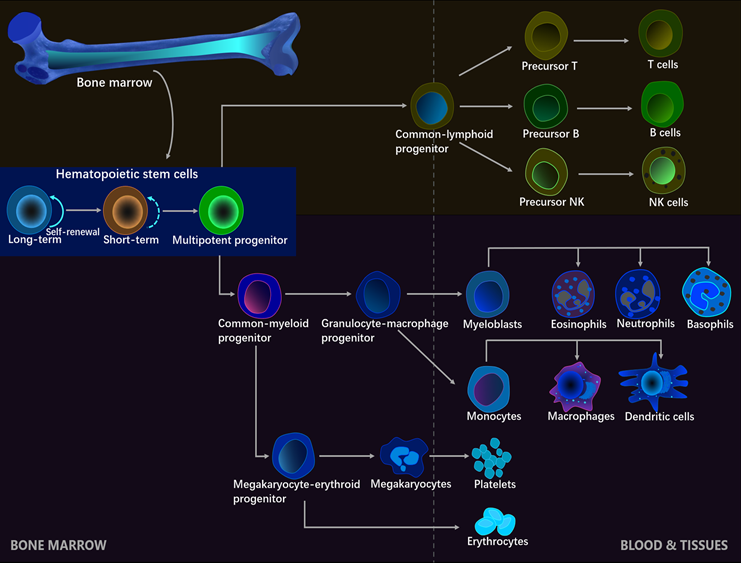 Bone marrow
Precursor T
T cells
Common-lymphoid
progenitor
Precursor B
B cells
Precursor NK
NK cells
Hematopoietic stem cells
Self-renewal
Long-term
Short-term
Multipotent progenitor
Common-myeloid
progenitor
Granulocyte-macrophage
progenitor
Myeloblasts
Eosinophils
Neutrophils
Basophils
Monocytes
Macrophages
Dendritic cells
Megakaryocyte-erythroid
progenitor
Megakaryocytes
Platelets
Erythrocytes
BONE MARROW
BLOOD & TISSUES